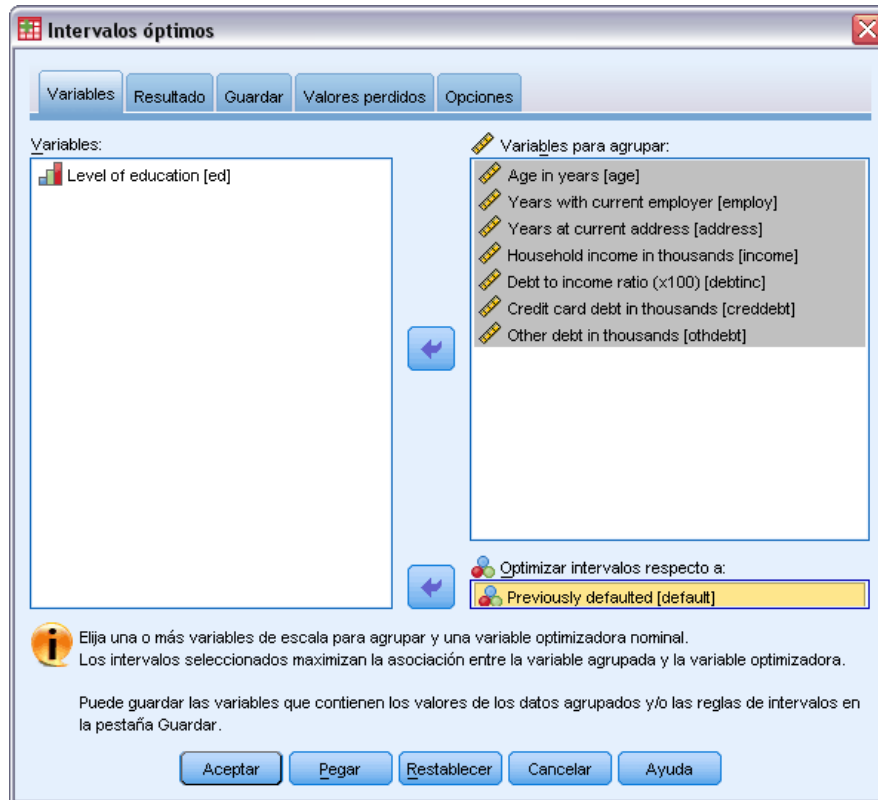 Intervalos óptimos
Variables Resultado Guardar Valores perdidos Opciones
Variables:
Level of education [ed]
Variables para agrupar:
Age in years [age]
Years with current employer [employ]
Years at current address [address]
Household income in thousands [income]
Debt to income ratio (x100) [debtinc]
Credit card debt in thousands [creddebt]
Other debt in thousands [othdebt]
Optimizar intervalos respecto a:
Previously defaulted [default]
Elija una o más variables de escala para agrupar y una variable optimizadora nominal.
Los intervalos seleccionados maximizan la asociación entre la variable agrupada y la variable optimizadora.
Puede guardar las variables que contienen los valores de los datos agrupados y/o las reglas de intervalos en
la pestaña Guardar.
Aceptar Pegar Restablecer Cancelar Ayuda